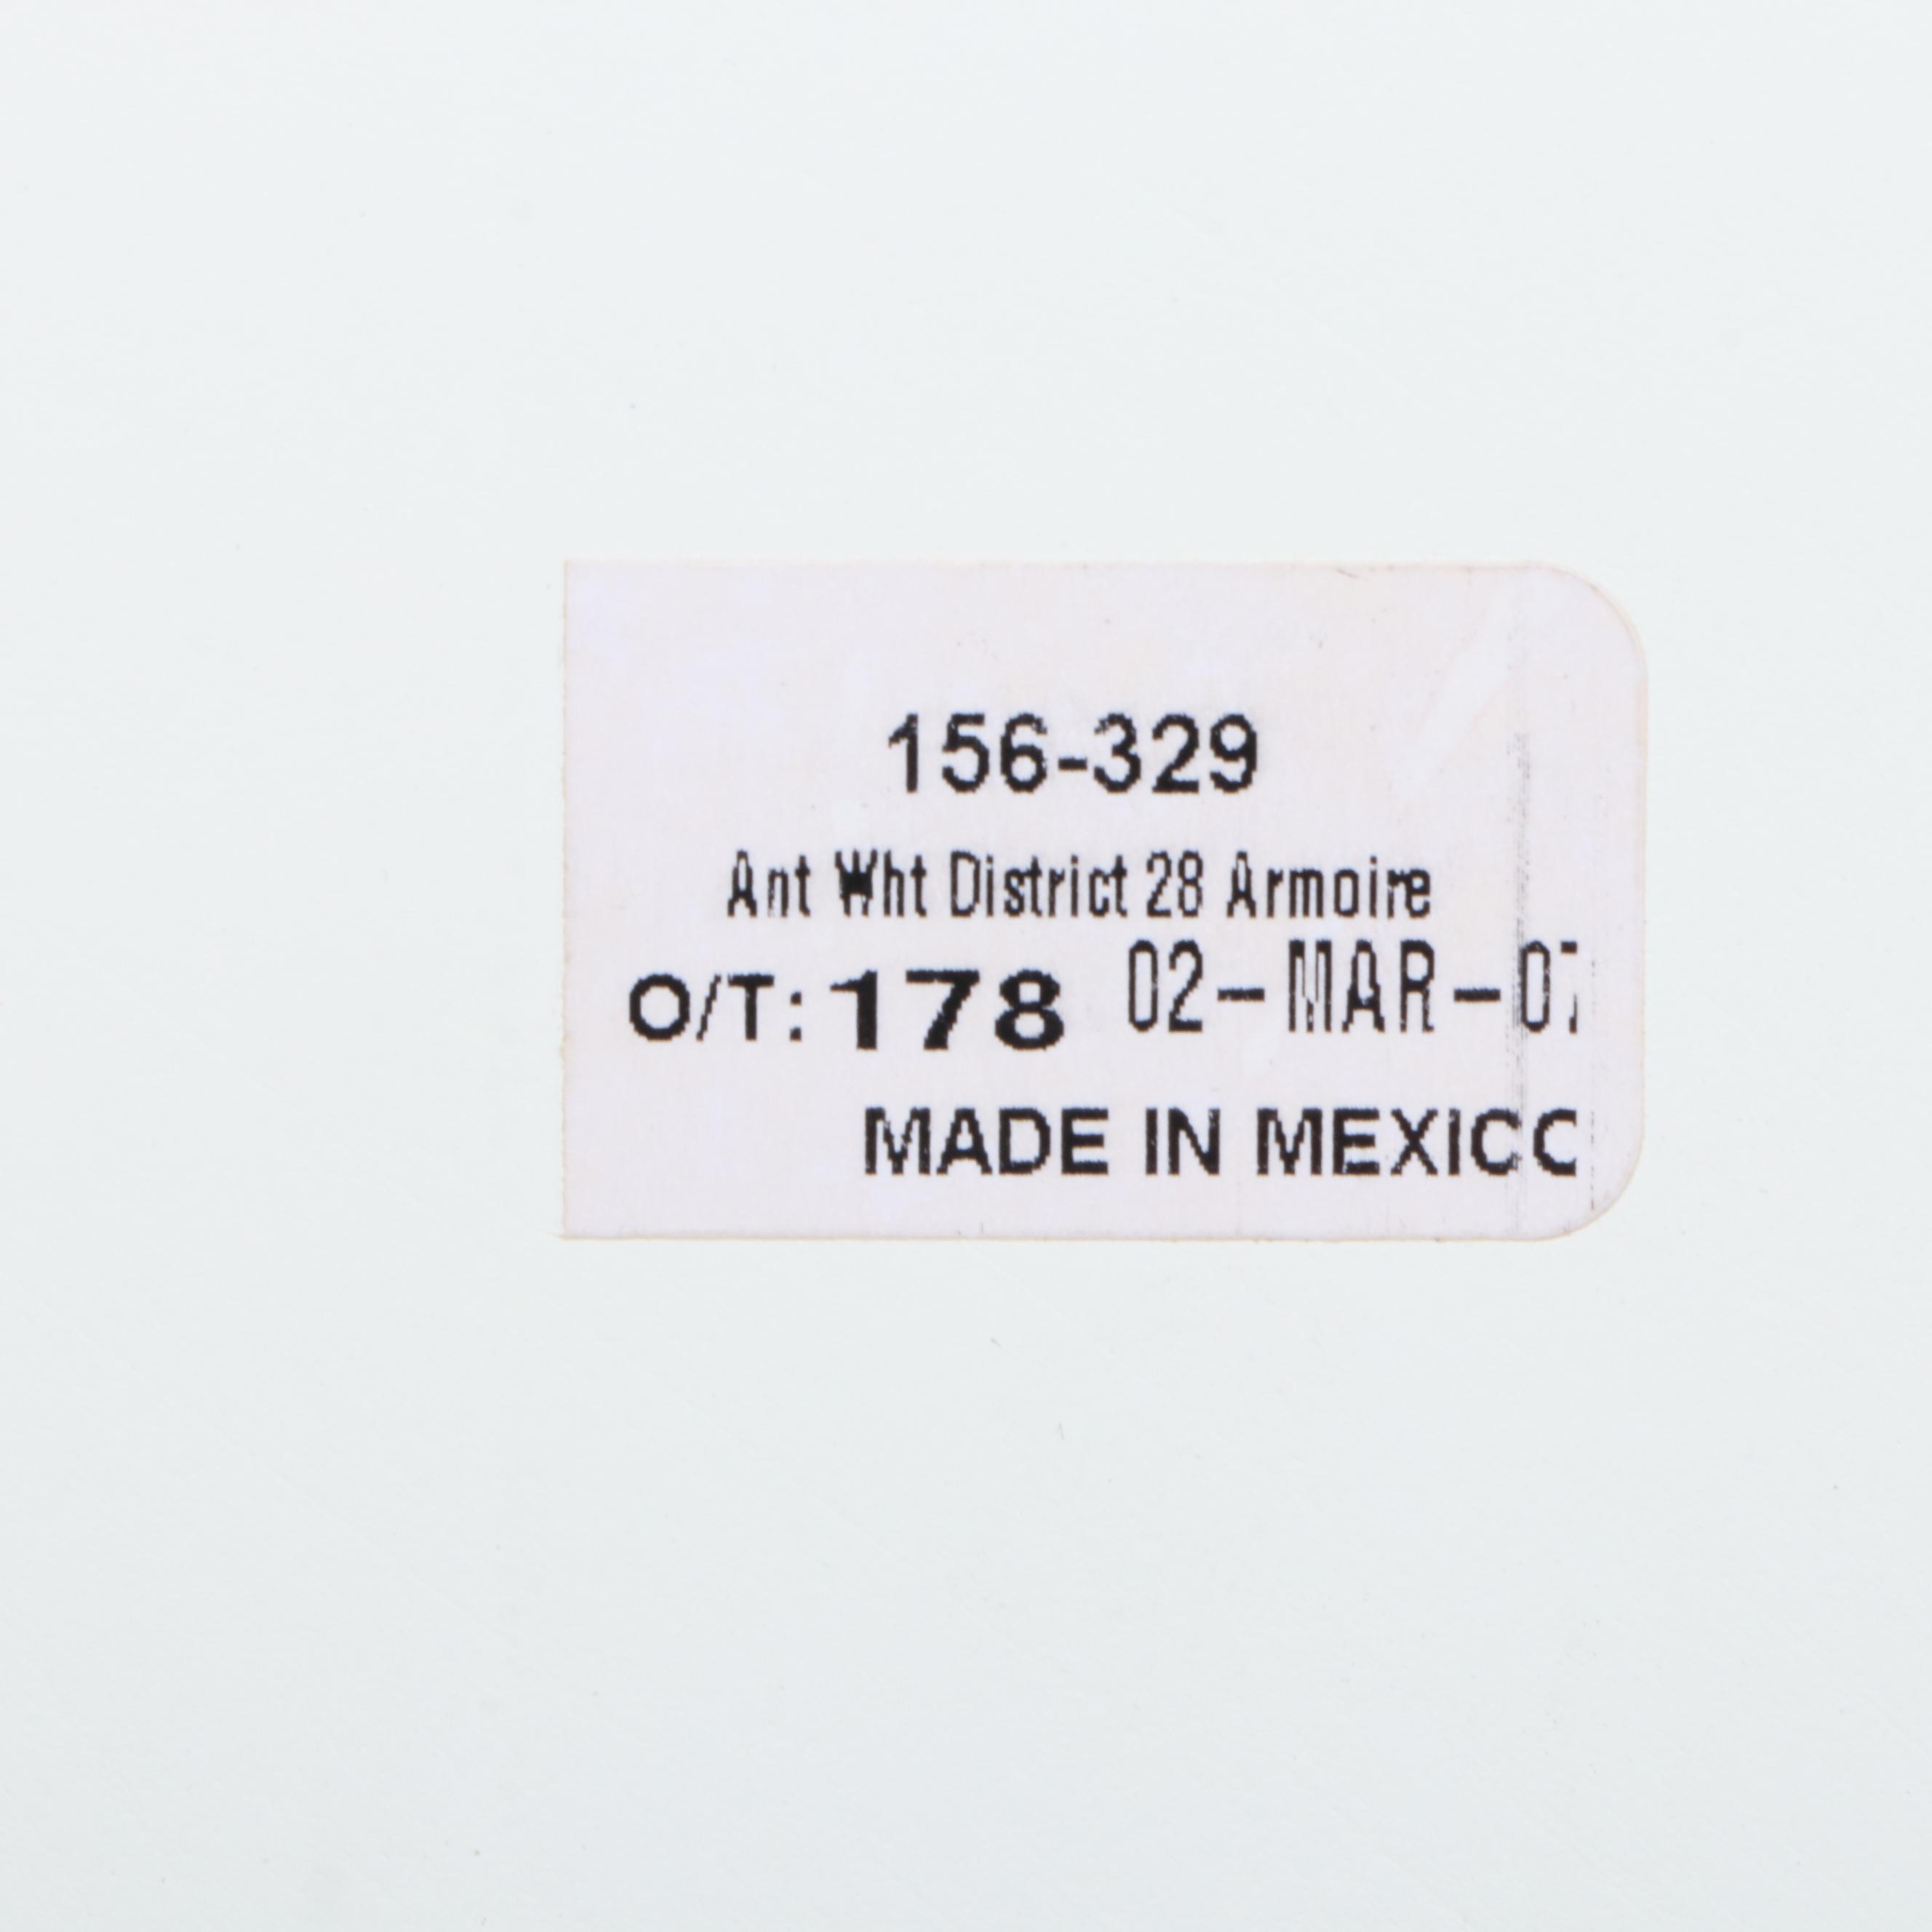 156-329
Ant Wht District 28 Armoire
O/T: 178 02-MAR-07
MADE IN MEXICO